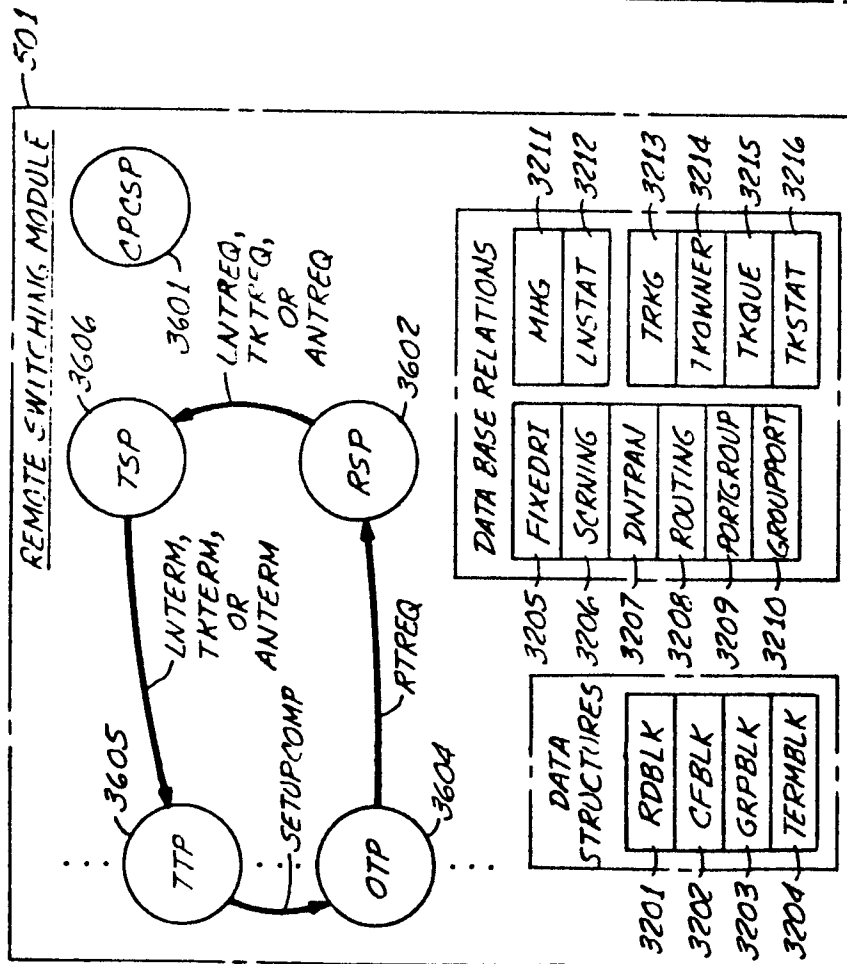 501
REMOTE SWITCHING MODULE
CPCSP
3601
3606
TSP
LNTREQ,
TKTREQ,
OR
ANTREQ
RSP
3602
LNTERM,
TKTERM,
OR
ANTERM
3605
TTP
SETUPCOMP
RTREQ
OTP
3604
DATA
STRUCTURES
3201 RDBLK
3202 CFBLK
3203 GRPBLK
3204 TERMBLK
DATA BASE RELATIONS
3205 FIXEDRI
3206 SCRNING
3207 DNTRAN
3208 ROUTING
3209 PORTGROUP
3210 GROUPPORT
MHG 3211
LNSTAT 3212
TRKG 3213
TKOWNER 3214
TKQUE 3215
TKSTAT 3216